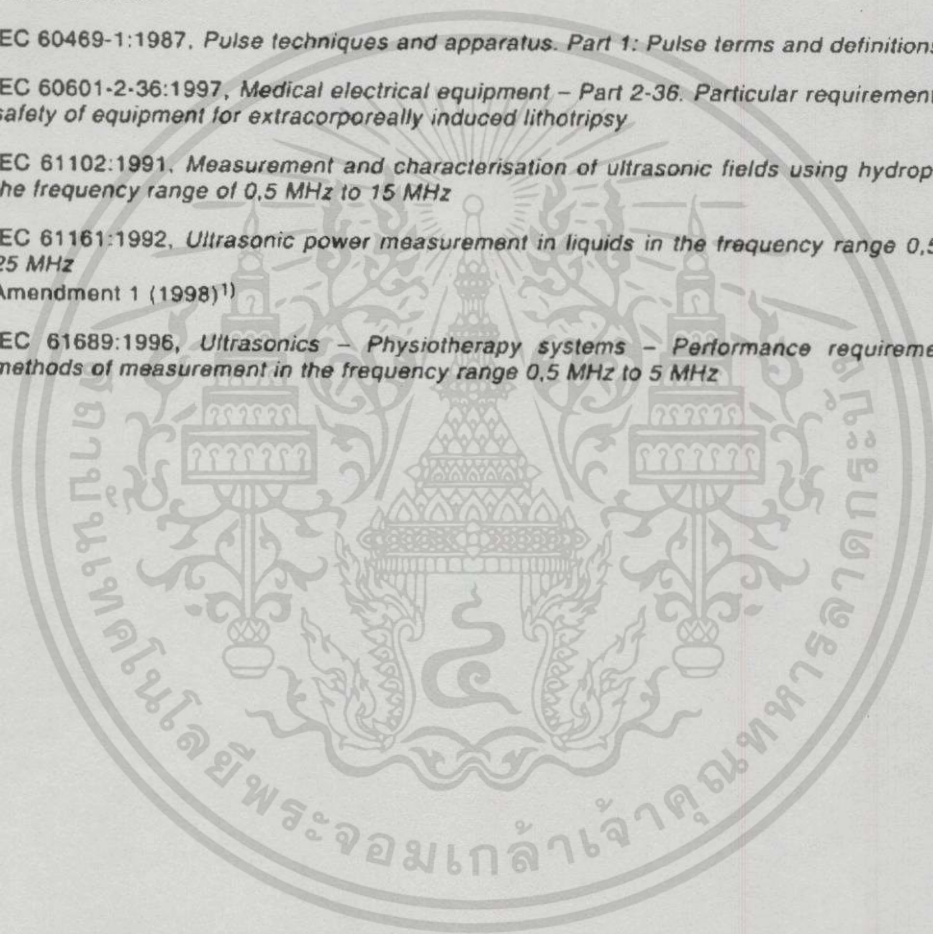 EC 60469-1:1987, Pulse techniques and apparatus. Part 1: Pulse terms and definitions
EC 60601-2-36:1997, Medical electrical equipment – Part 2-36. Particular requirement
safety of equipment for extracorporeally induced lithotripsy
EC 61102:1991, Measurement and characterisation of ultrasonic fields using hydrop
he frequency range of 0,5 MHz to 15 MHz
EC 61161:1992, Ultrasonic power measurement in liquids in the frequency range 0,5
25 MHz
Amendment 1 (1998)1)
EC 61689:1996, Ultrasonics – Physiotherapy systems – Performance requireme
methods of measurement in the frequency range 0,5 MHz to 5 MHz
สถาบันเทคโนโลยีพระจอมเกล้าเจ้าคุณทหารลาดกระบัง